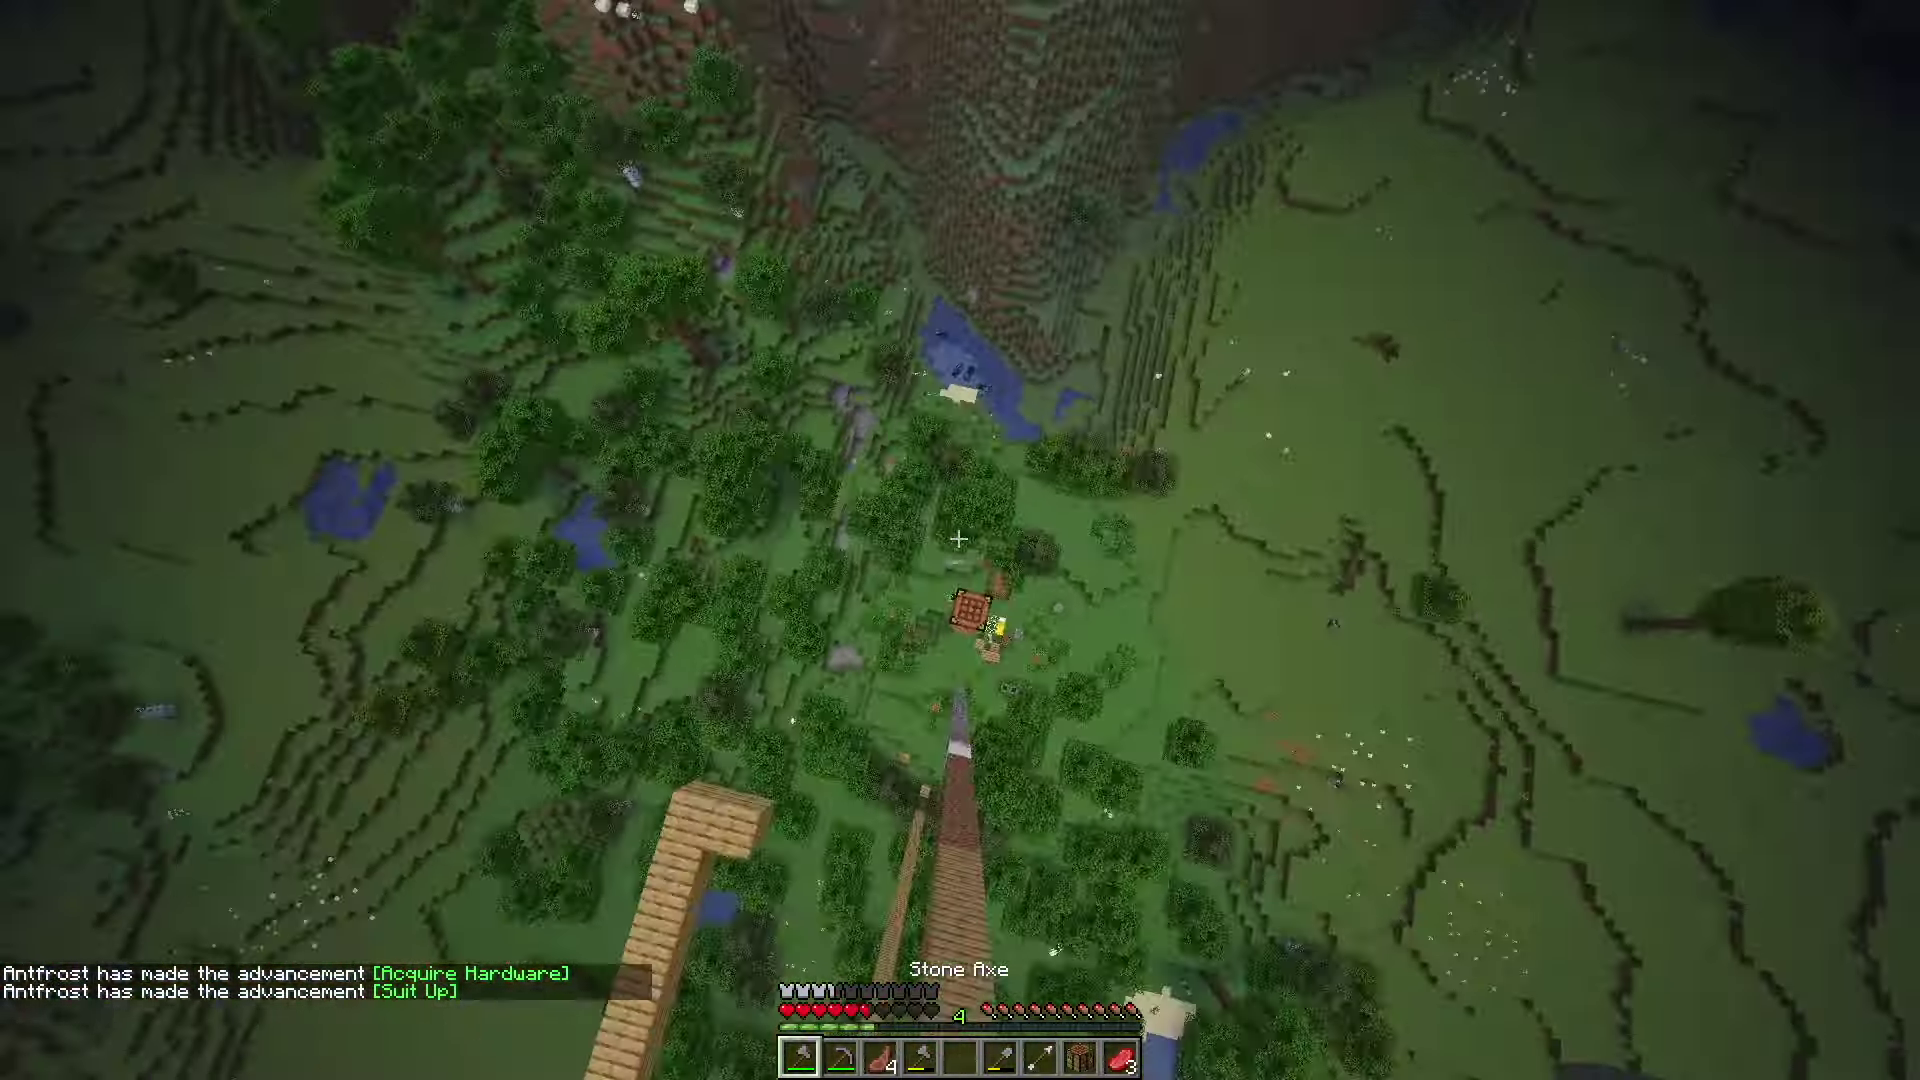 Antfrost has made the advancement [Acquire Hardware]
Antfrost has made the advancement [Suit Up]
Stone Axe
4
4
3